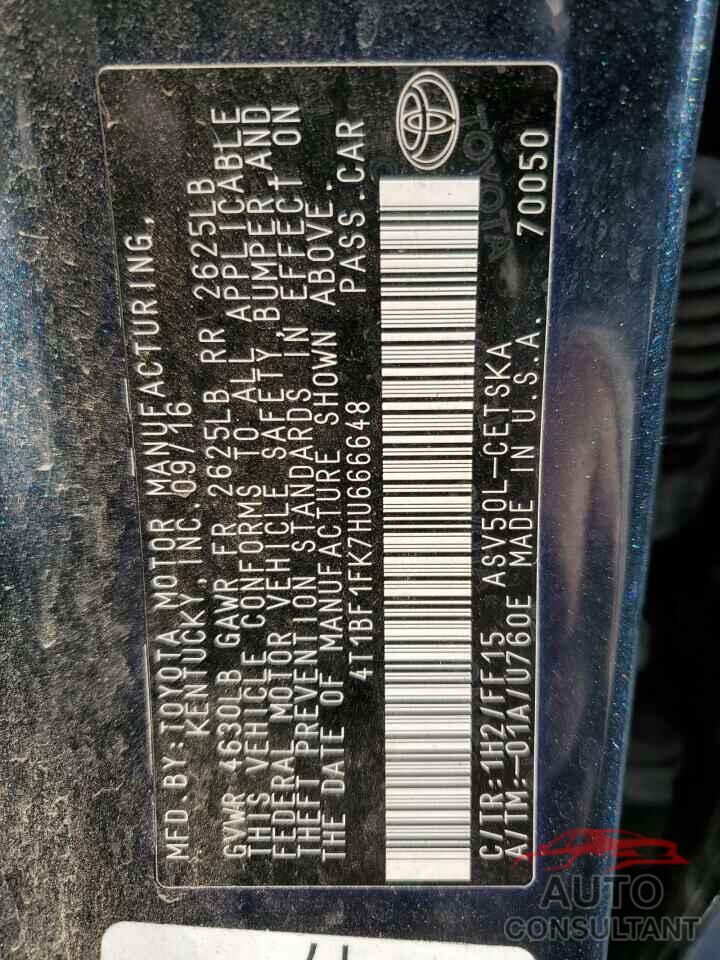 MFD. BY: TOYOTA MOTOR MANUFACTURING,
KENTUCKY, INC. 09/16
GVWR 4630LB GAWR FR 2625LB RR 2625LB
THIS VEHICLE CONFORMS TO ALL APPLICABLE
FEDERAL MOTOR VEHICLE SAFETY, BUMPER, AND
THEFT PREVENTION STANDARDS IN EFFECT ON
THE DATE OF MANUFACTURE SHOWN ABOVE.
4T1BF1FK7HU666648 PASS. CAR
TOYOTA
C/TR: 1H2/FF15 ASV50L-CETSKA
A/TM:-01A/U760E MADE IN U.S.A. 70050
AUTO
CONSULTANT